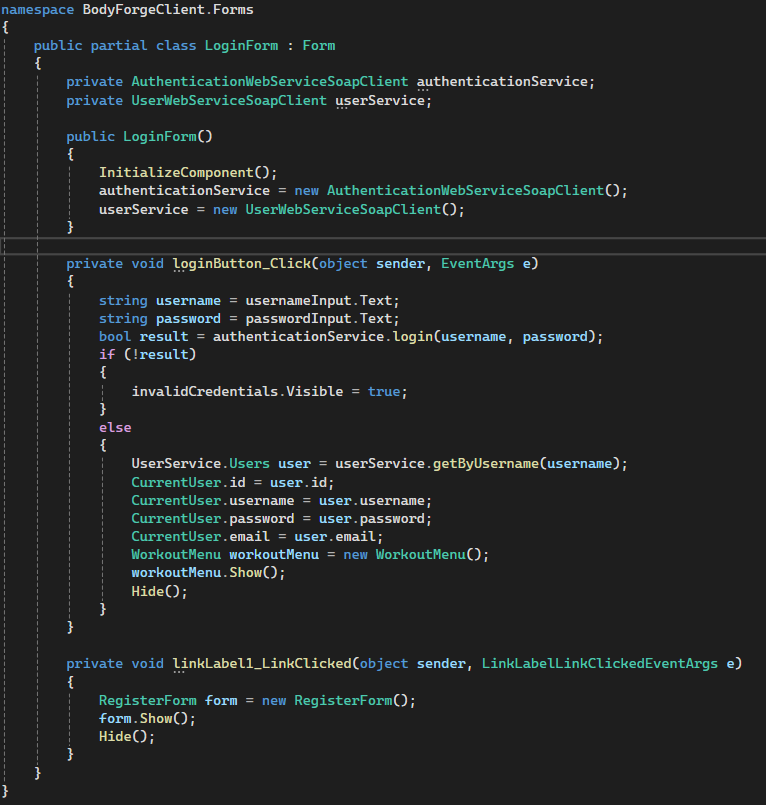 namespace BodyForgeClient.Forms
{
    public partial class LoginForm : Form
    {
        private AuthenticationWebServiceSoapClient authenticationService;
        private UserWebServiceSoapClient userService;

        public LoginForm()
        {
            InitializeComponent();
            authenticationService = new AuthenticationWebServiceSoapClient();
            userService = new UserWebServiceSoapClient();
        }

        private void loginButton_Click(object sender, EventArgs e)
        {
            string username = usernameInput.Text;
            string password = passwordInput.Text;
            bool result = authenticationService.login(username, password);
            if (!result)
            {
                invalidCredentials.Visible = true;
            }
            else
            {
                UserService.Users user = userService.getByUsername(username);
                CurrentUser.id = user.id;
                CurrentUser.username = user.username;
                CurrentUser.password = user.password;
                CurrentUser.email = user.email;
                WorkoutMenu workoutMenu = new WorkoutMenu();
                workoutMenu.Show();
                Hide();
            }
        }

        private void linkLabel1_LinkClicked(object sender, LinkLabelLinkClickedEventArgs e)
        {
            RegisterForm form = new RegisterForm();
            form.Show();
            Hide();
        }
    }
}